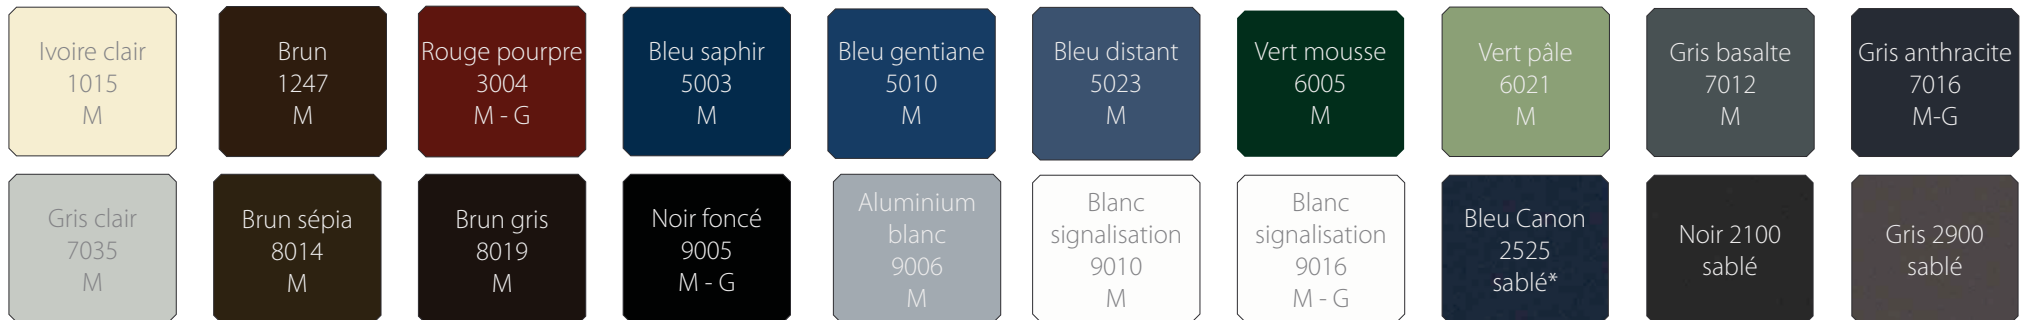 Ivoire clair
1015
M
Brun
1247
M
Rouge pourpre
3004
M - G
Bleu saphir
5003
M
Bleu gentiane
5010
M
Bleu distant
5023
M
Vert mousse
6005
M
Vert pâle
6021
M
Gris basalte
7012
M
Gris anthracite
7016
M-G
Gris clair
7035
M
Brun sépia
8014
M
Brun gris
8019
M
Noir foncé
9005
M - G
Aluminium
blanc
9006
M
Blanc
signalisation
9010
M
Blanc
signalisation
9016
M - G
Bleu Canon
2525
sablé*
Noir 2100
sablé
Gris 2900
sablé